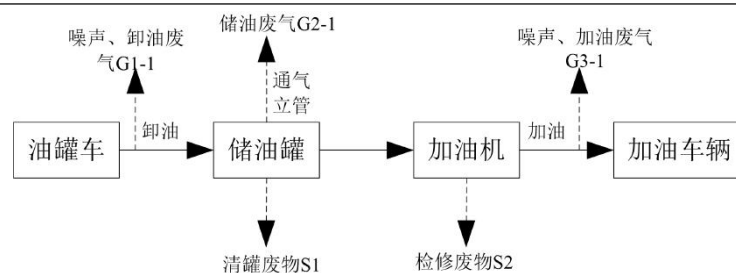 噪声、卸油废
气G1-1
储油废气G2-1
噪声、加油废气
G3-1
通气
立管
油罐车
卸油
储油罐
加油机
加油
加油车辆
清罐废物S1
检修废物S2